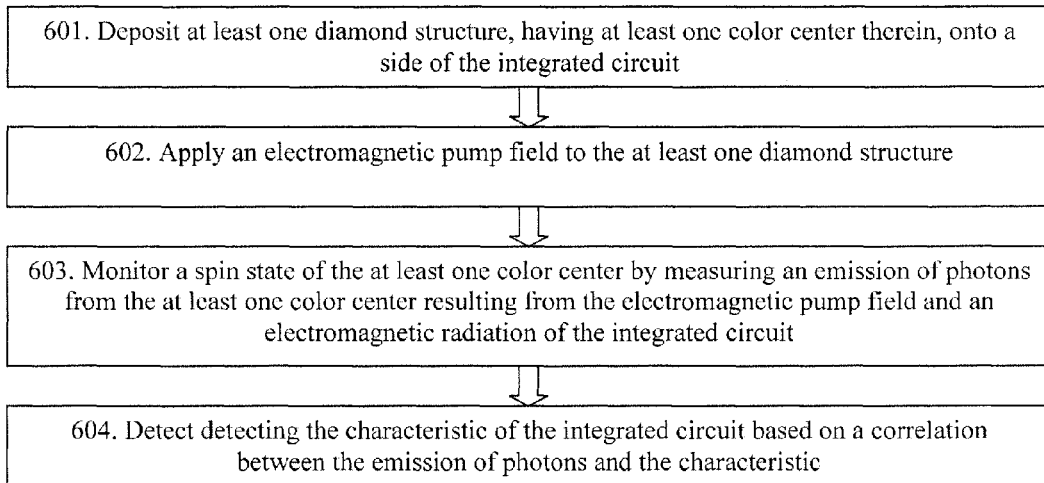 601. Deposit at least one diamond structure, having at least one color center therein, onto a
side of the integrated circuit
602. Apply an electromagnetic pump field to the at least one diamond structure
603. Monitor a spin state of the at least one color center by measuring an emission of photons
from the at least one color center resulting from the electromagnetic pump field and an
electromagnetic radiation of the integrated circuit
604. Detect detecting the characteristic of the integrated circuit based on a correlation
between the emission of photons and the characteristic